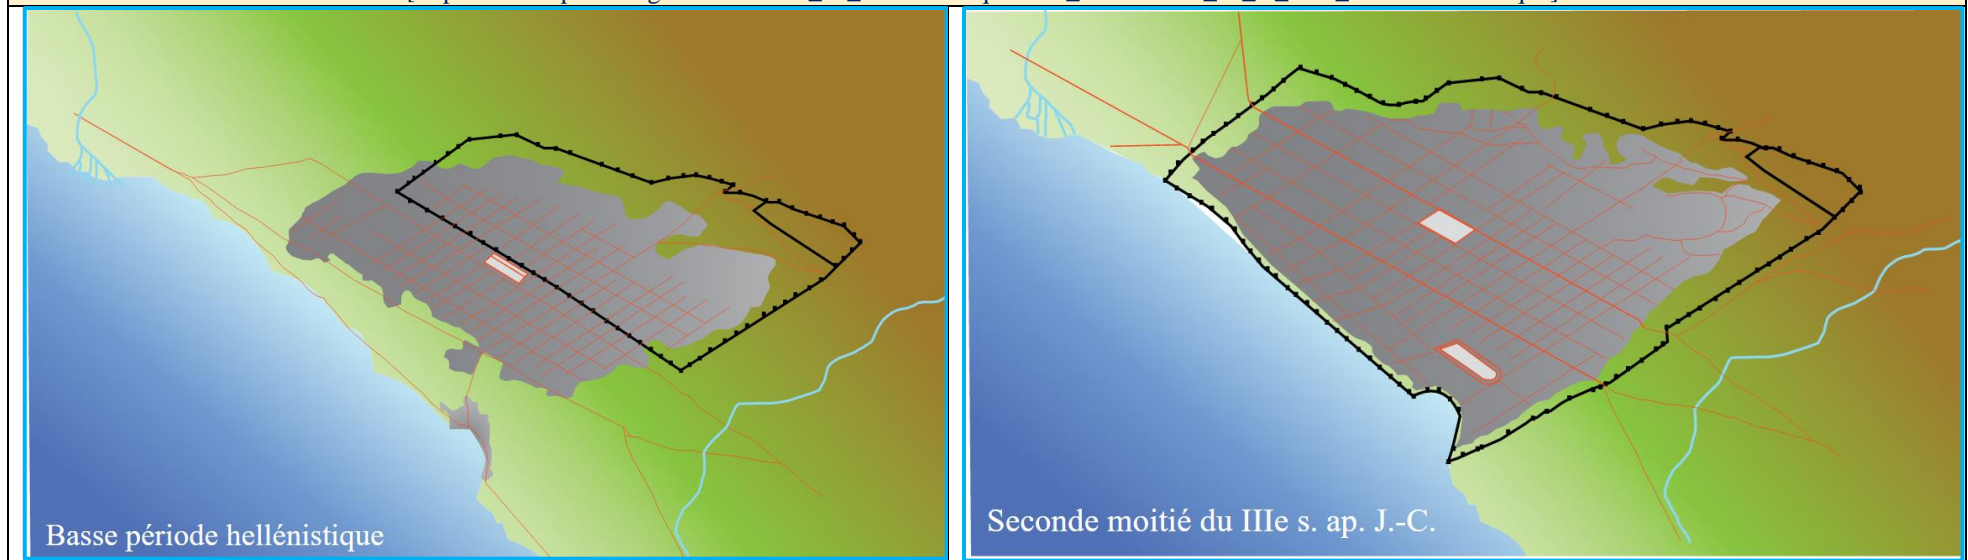 Basse période hellénistique
Seconde moitié du IIIe s. ap. J.-C.